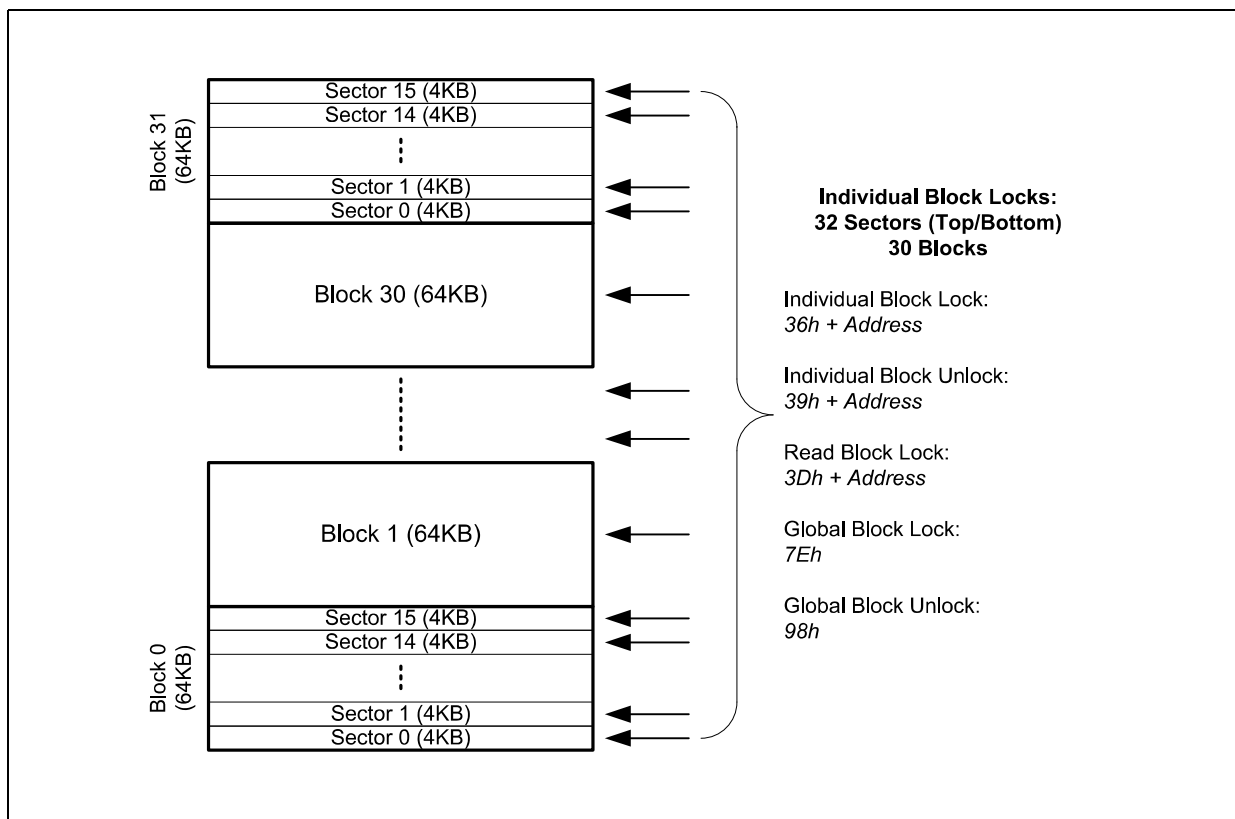 Block 31
(64KB)
Sector 15 (4KB)
Sector 14 (4KB)
Sector 1 (4KB)
Sector 0 (4KB)
Block 30 (64KB)
Block 1 (64KB)
Block 0
(64KB)
Sector 15 (4KB)
Sector 14 (4KB)
Sector 1 (4KB)
Sector 0 (4KB)
Individual Block Locks:
32 Sectors (Top/Bottom)
30 Blocks
Individual Block Lock:
36h + Address
Individual Block Unlock:
39h + Address
Read Block Lock:
3Dh + Address
Global Block Lock:
7Eh
Global Block Unlock:
98h